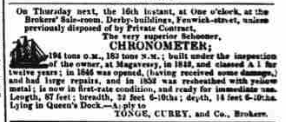 On Thursday next, the 16th instant, at One o'clock, at the
Brokers' Sale-room, Derby-buildings, Fenwick-street, unless
previously disposed of by Private Contract,
The very superior Schooner,
CHRONOMETER;
194 tons O.M., 163 tons N.M.; built under the inspection
of the owner, at Magavesy, in 1842, and classed A 1 for
twelve years; in 1846 was opened, (having received some damage,)
and had large repairs, and in 1852 was resheathed with yellow
metal; is now in first-rate condition, and ready for immediate use.
Length, 87 feet; breadth, 22 feet 6-10ths; depth, 14 feet 6-10ths.
Lying in Queen's Dock.—Apply to
TONGE, CURRY, and Co., Brokers.